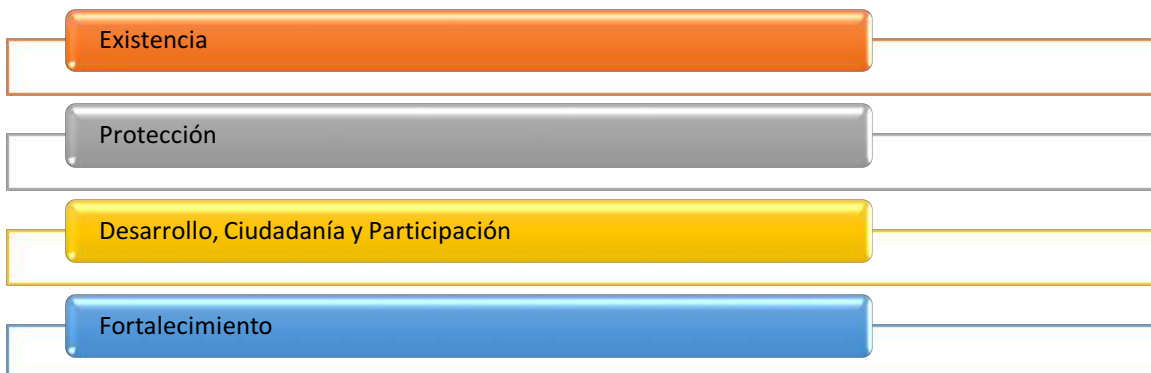 Existencia
Protección
Desarrollo, Ciudadanía y Participación
Fortalecimiento